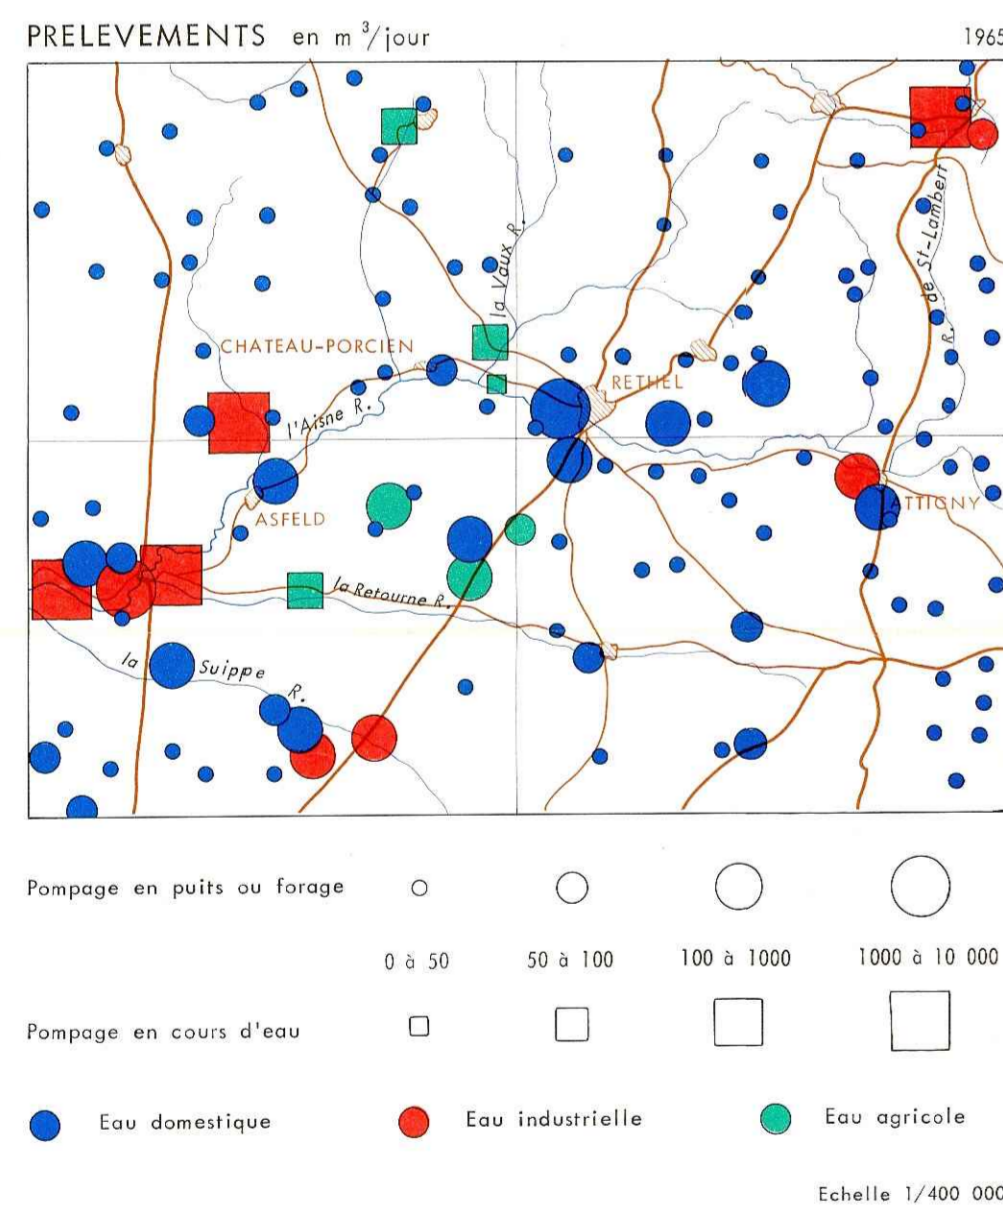 PRELEVEMENTS en m³/jour 1965
la Vaux R.
R. de St-Lambert
CHATEAU-PORCIEN
RETHEL
l'Aisne R.
ASFELD
ATTIGNY
la Retourne R.
la Suippe R.
Pompage en puits ou forage
0 à 50 50 à 100 100 à 1000 1000 à 10 000
Pompage en cours d'eau
Eau domestique Eau industrielle Eau agricole
Echelle 1/400 000